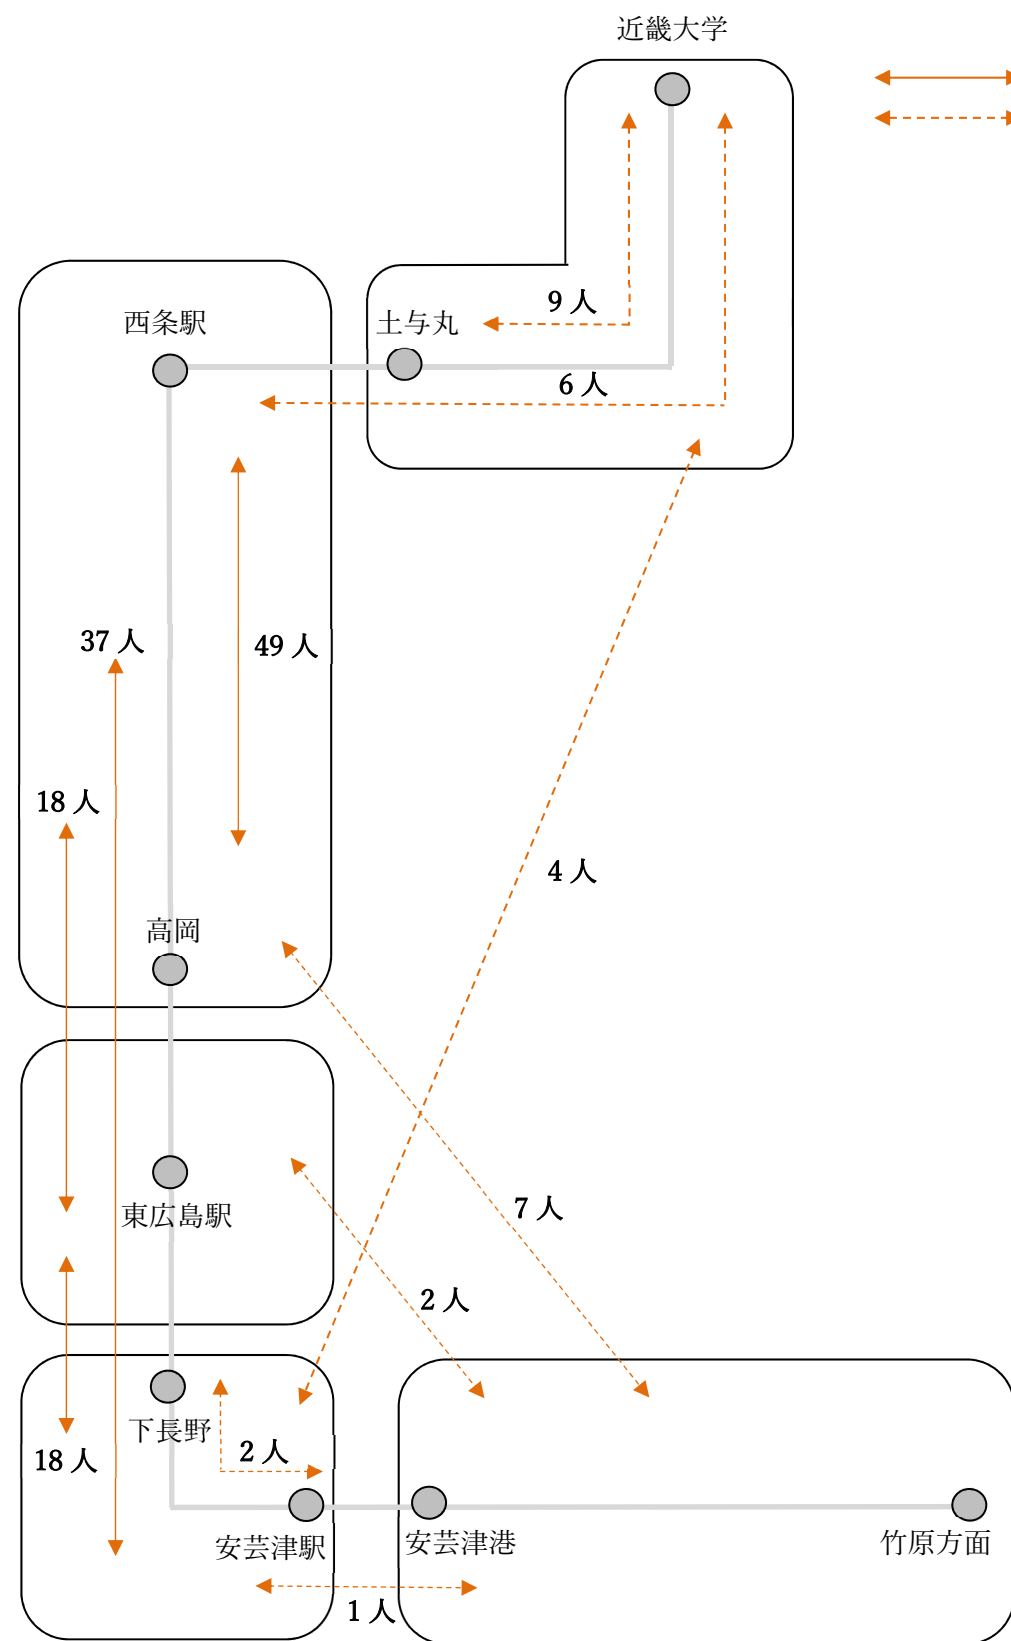 近畿大学
9 人
西条駅
土与丸
6 人
37 人
49 人
18 人
4 人
高岡
7 人
東広島駅
2 人
下長野
2 人
18 人
安芸津駅
安芸津港
竹原方面
1 人